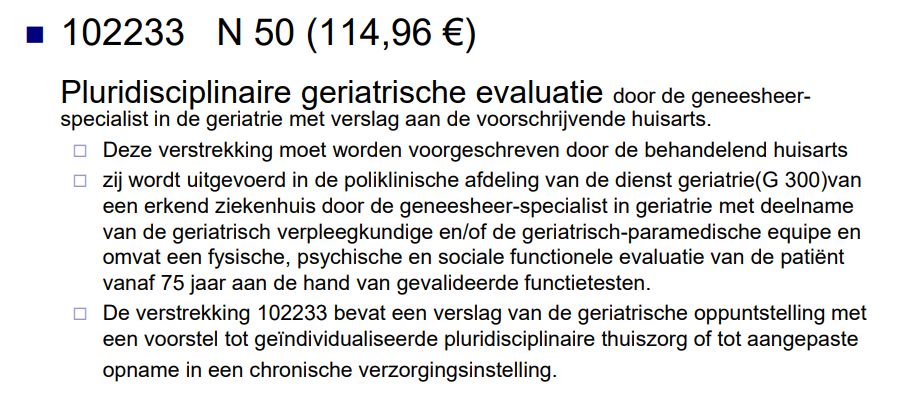 102233 N 50 (114,96 €)
Pluridisciplinaire geriatrische evaluatie door de geneesheer-
specialist in de geriatrie met verslag aan de voorschrijvende huisarts.
Deze verstrekking moet worden voorgeschreven door de behandelend huisarts
zij wordt uitgevoerd in de poliklinische afdeling van de dienst geriatrie(G 300)van
een erkend ziekenhuis door de geneesheer-specialist in geriatrie met deelname
van de geriatrisch verpleegkundige en/of de geriatrisch-paramedische equipe en
omvat een fysische, psychische en sociale functionele evaluatie van de patiënt
vanaf 75 jaar aan de hand van gevalideerde functietesten.
De verstrekking 102233 bevat een verslag van de geriatrische oppuntstelling met
een voorstel tot geïndividualiseerde pluridisciplinaire thuiszorg of tot aangepaste
opname in een chronische verzorgingsinstelling.